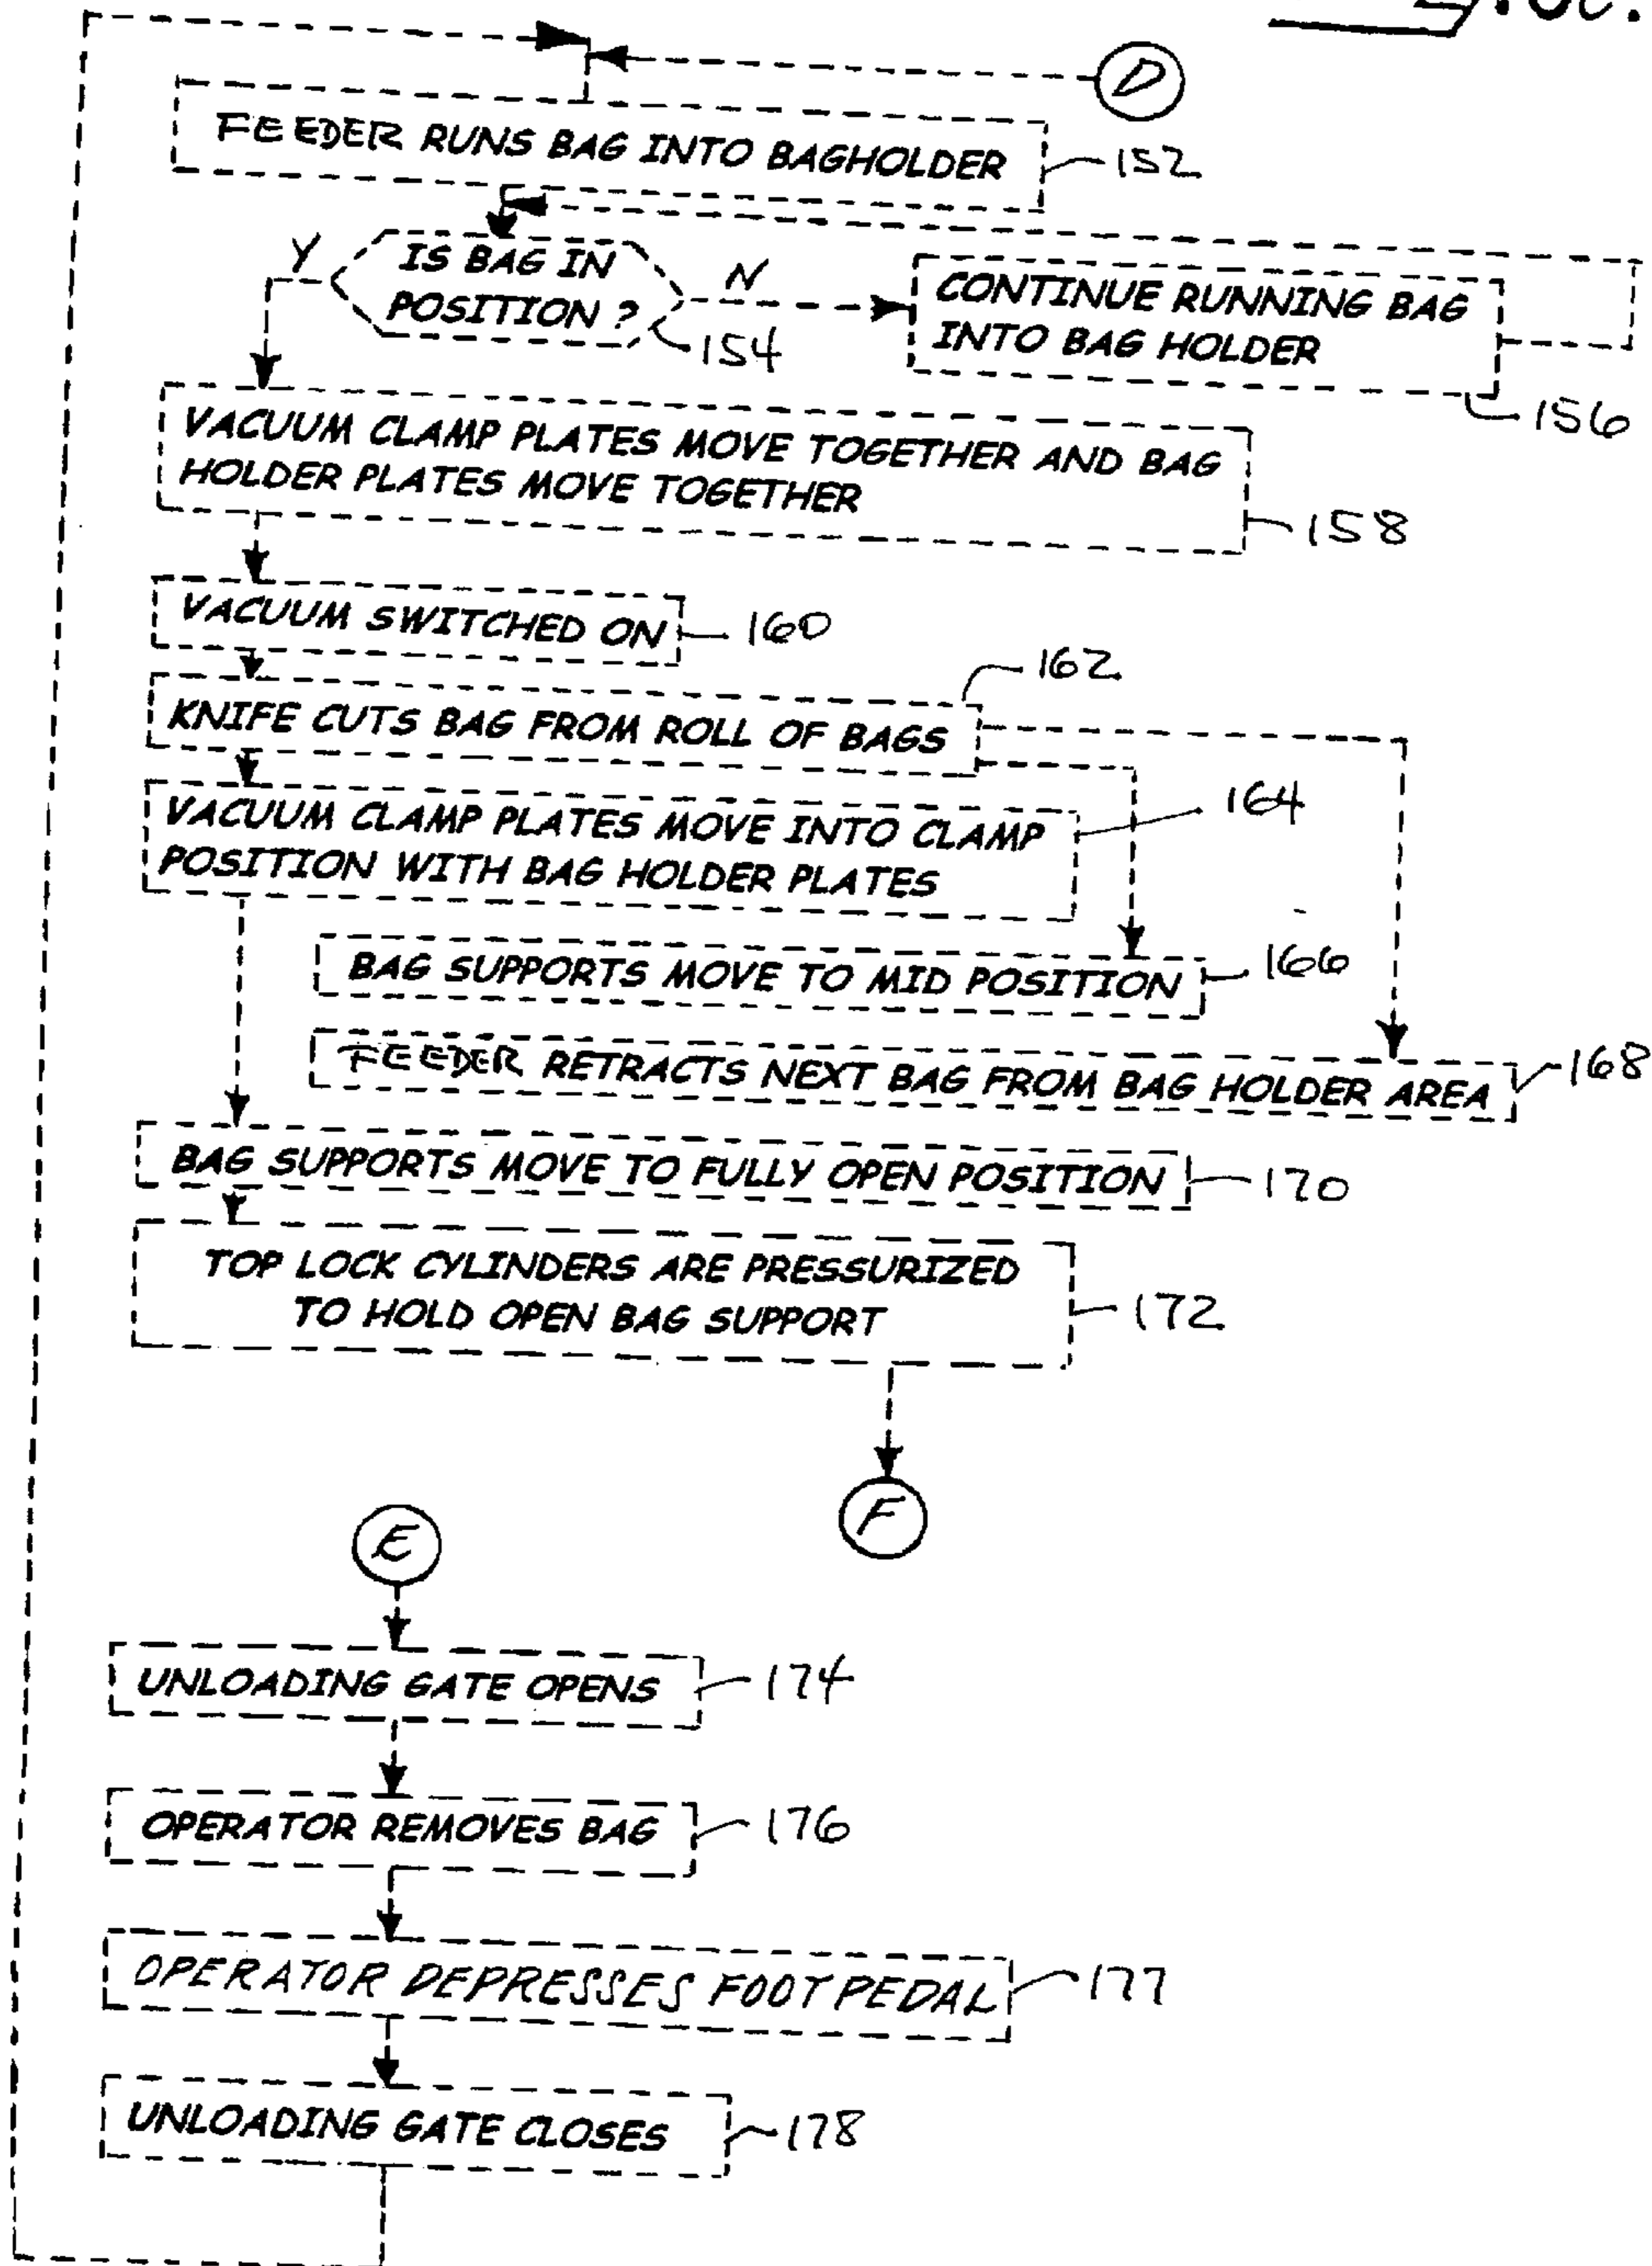 D
FEEDER RUNS BAG INTO BAGHOLDER
152
Y
IS BAG IN
POSITION ?
N
154
CONTINUE RUNNING BAG
INTO BAG HOLDER
156
VACUUM CLAMP PLATES MOVE TOGETHER AND BAG
HOLDER PLATES MOVE TOGETHER
158
VACUUM SWITCHED ON
160
162
KNIFE CUTS BAG FROM ROLL OF BAGS
VACUUM CLAMP PLATES MOVE INTO CLAMP
POSITION WITH BAG HOLDER PLATES
164
BAG SUPPORTS MOVE TO MID POSITION
166
FEEDER RETRACTS NEXT BAG FROM BAG HOLDER AREA
168
BAG SUPPORTS MOVE TO FULLY OPEN POSITION
170
TOP LOCK CYLINDERS ARE PRESSURIZED
TO HOLD OPEN BAG SUPPORT
172
F
E
UNLOADING GATE OPENS
174
OPERATOR REMOVES BAG
176
OPERATOR DEPRESSES FOOT PEDAL
177
UNLOADING GATE CLOSES
178